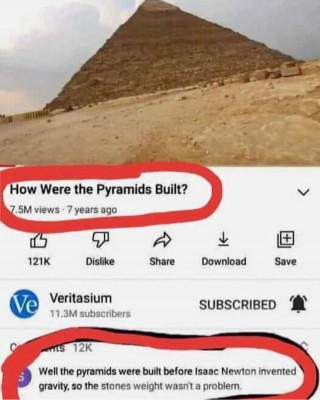 How Were the Pyramids Built?
7.5M views · 7 years ago
121K Dislike Share Download Save
Ve Veritasium SUBSCRIBED
11.3M subscribers
12K
S Well the pyramids were built before Isaac Newton invented
gravity, so the stones weight wasn't a problem.